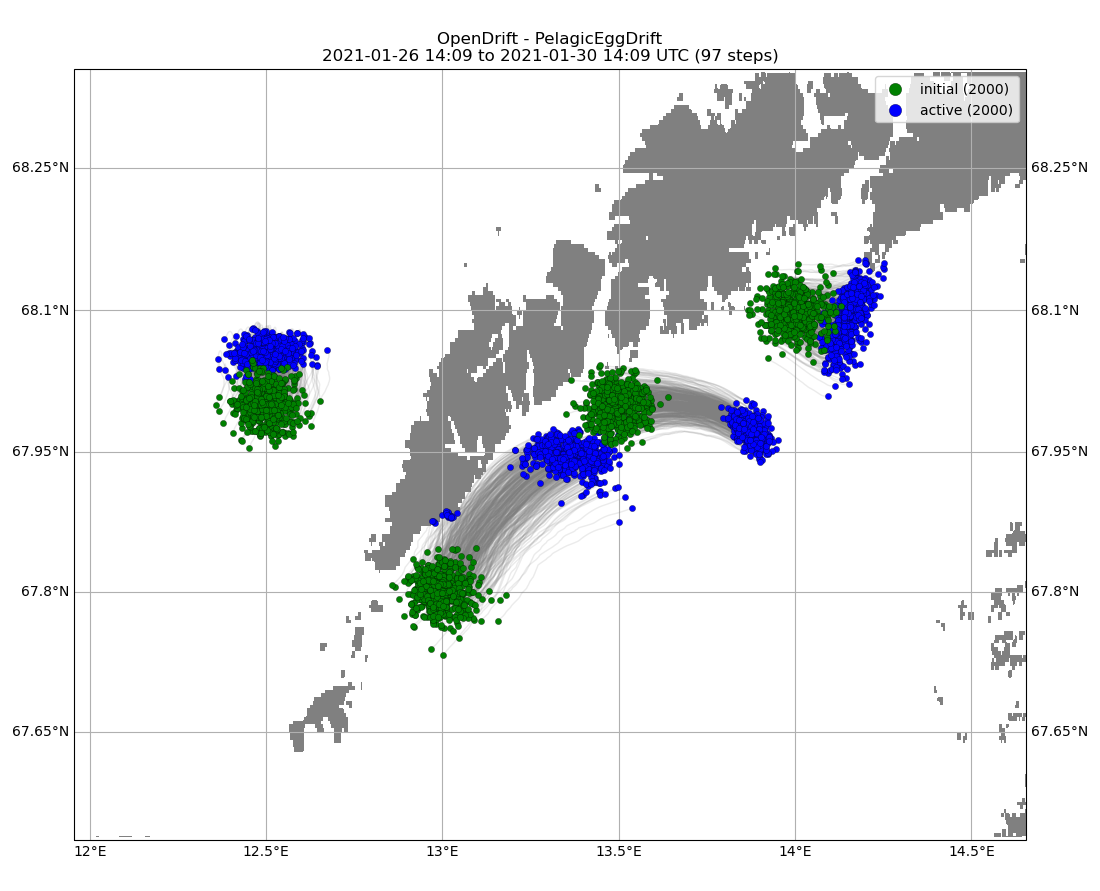 OpenDrift - PelagicEggDrift
2021-01-26 14:09 to 2021-01-30 14:09 UTC (97 steps)
initial (2000)
active (2000)
68.25°N 68.25°N
68.1°N 68.1°N
67.95°N 67.95°N
67.8°N 67.8°N
67.65°N 67.65°N
12°E 12.5°E 13°E 13.5°E 14°E 14.5°E